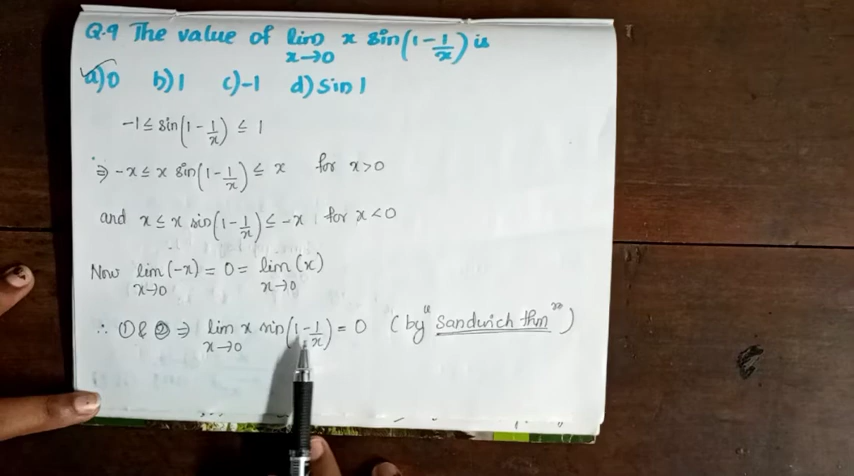 Q.9 The value of lim x→0 x sin(1-1/x) is
a)0 b)1 c)-1 d)sin1
-1≤sin(1-1/x)≤1
⇒ -x≤x sin(1-1/x)≤x for x>0
and x≤x sin(1-1/x)≤-x for x<0
Now lim x→0 (-x)=0=lim x→0 (x)
∴ ①&② ⇒ lim x→0 x sin(1-1/x)=0 (by "Sandwich thm")